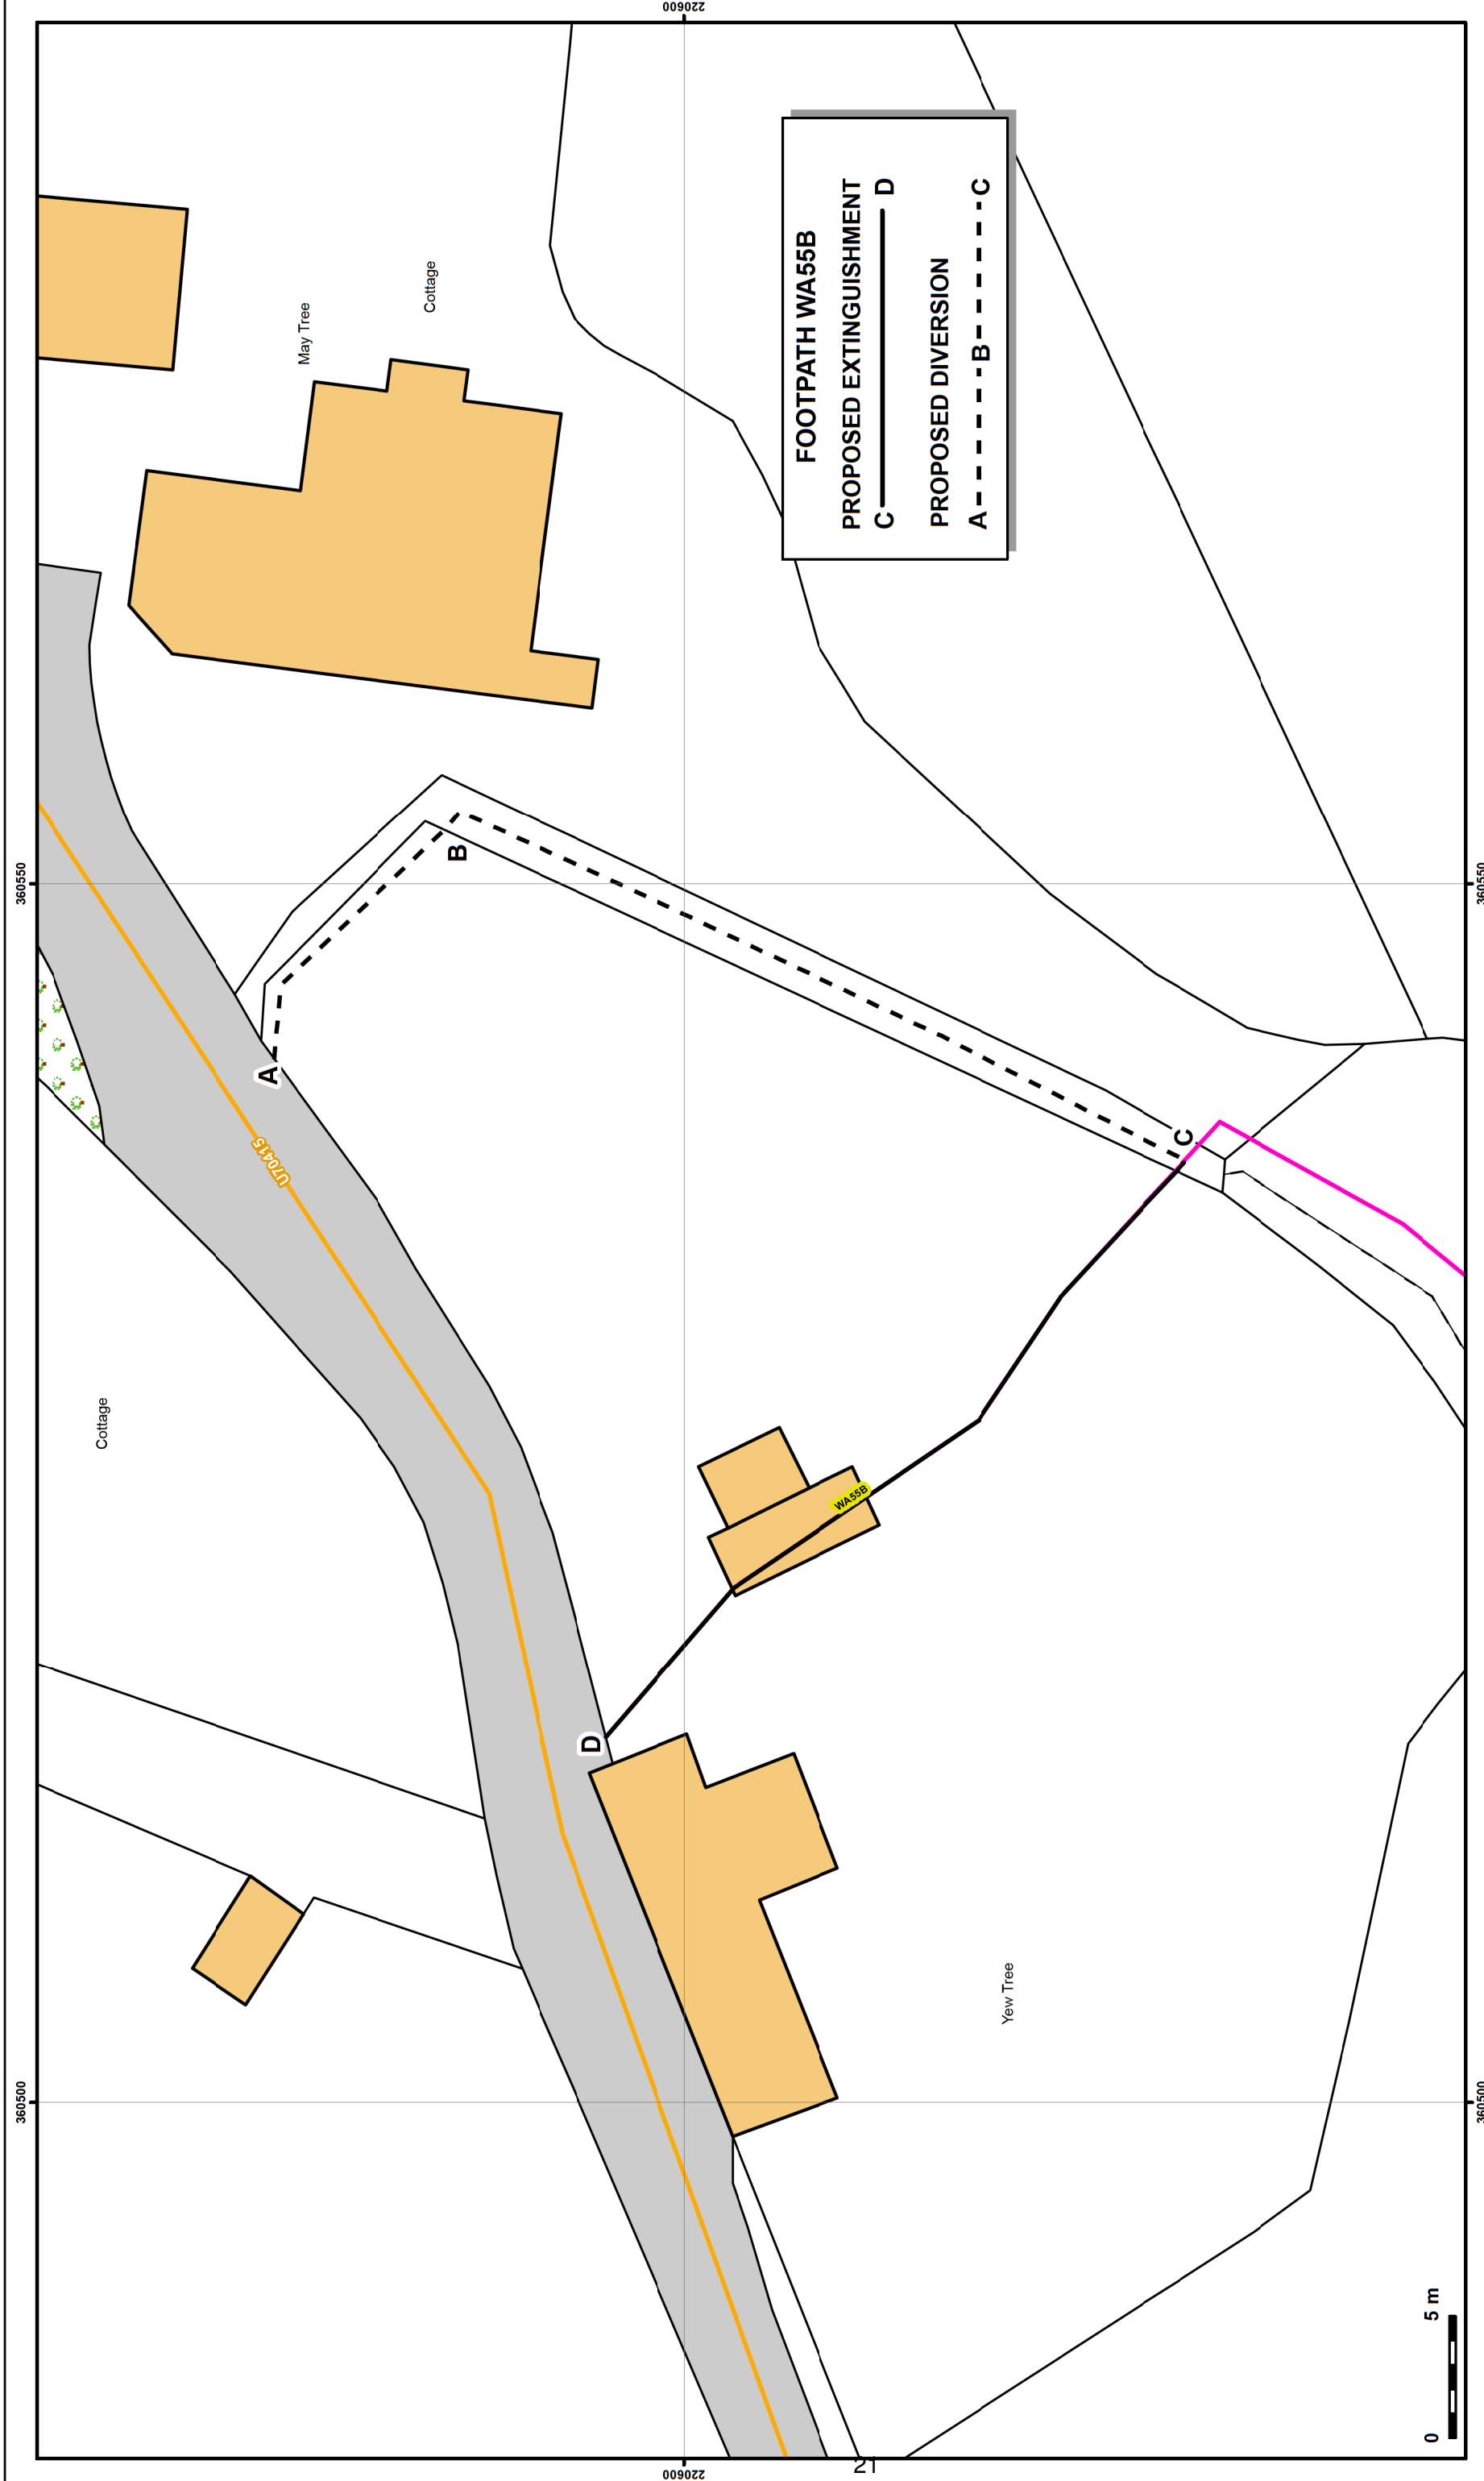 FOOTPATH WA55B
PROPOSED EXTINGUISHMENT
C D
PROPOSED DIVERSION
A B C
May Tree
Cottage
Cottage
Yew Tree
U70415
WA55B
A
B
C
D
220600
220600
360550
360550
360500
360500
0 5 m
21